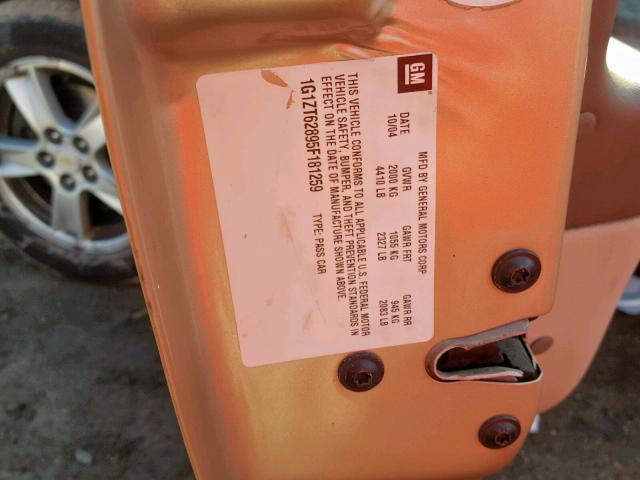 GM
MFD BY GENERAL MOTORS CORP
DATE GVWR GAWR FRT GAWR RR
10/04 2000 KG 1055 KG 945 KG
4410 LB 2327 LB 2083 LB
THIS VEHICLE CONFORMS TO ALL APPLICABLE U.S. FEDERAL MOTOR
VEHICLE SAFETY, BUMPER, AND THEFT PREVENTION STANDARDS IN
EFFECT ON THE DATE OF MANUFACTURE SHOWN ABOVE.
1G1ZT62895F181259 TYPE: PASS CAR